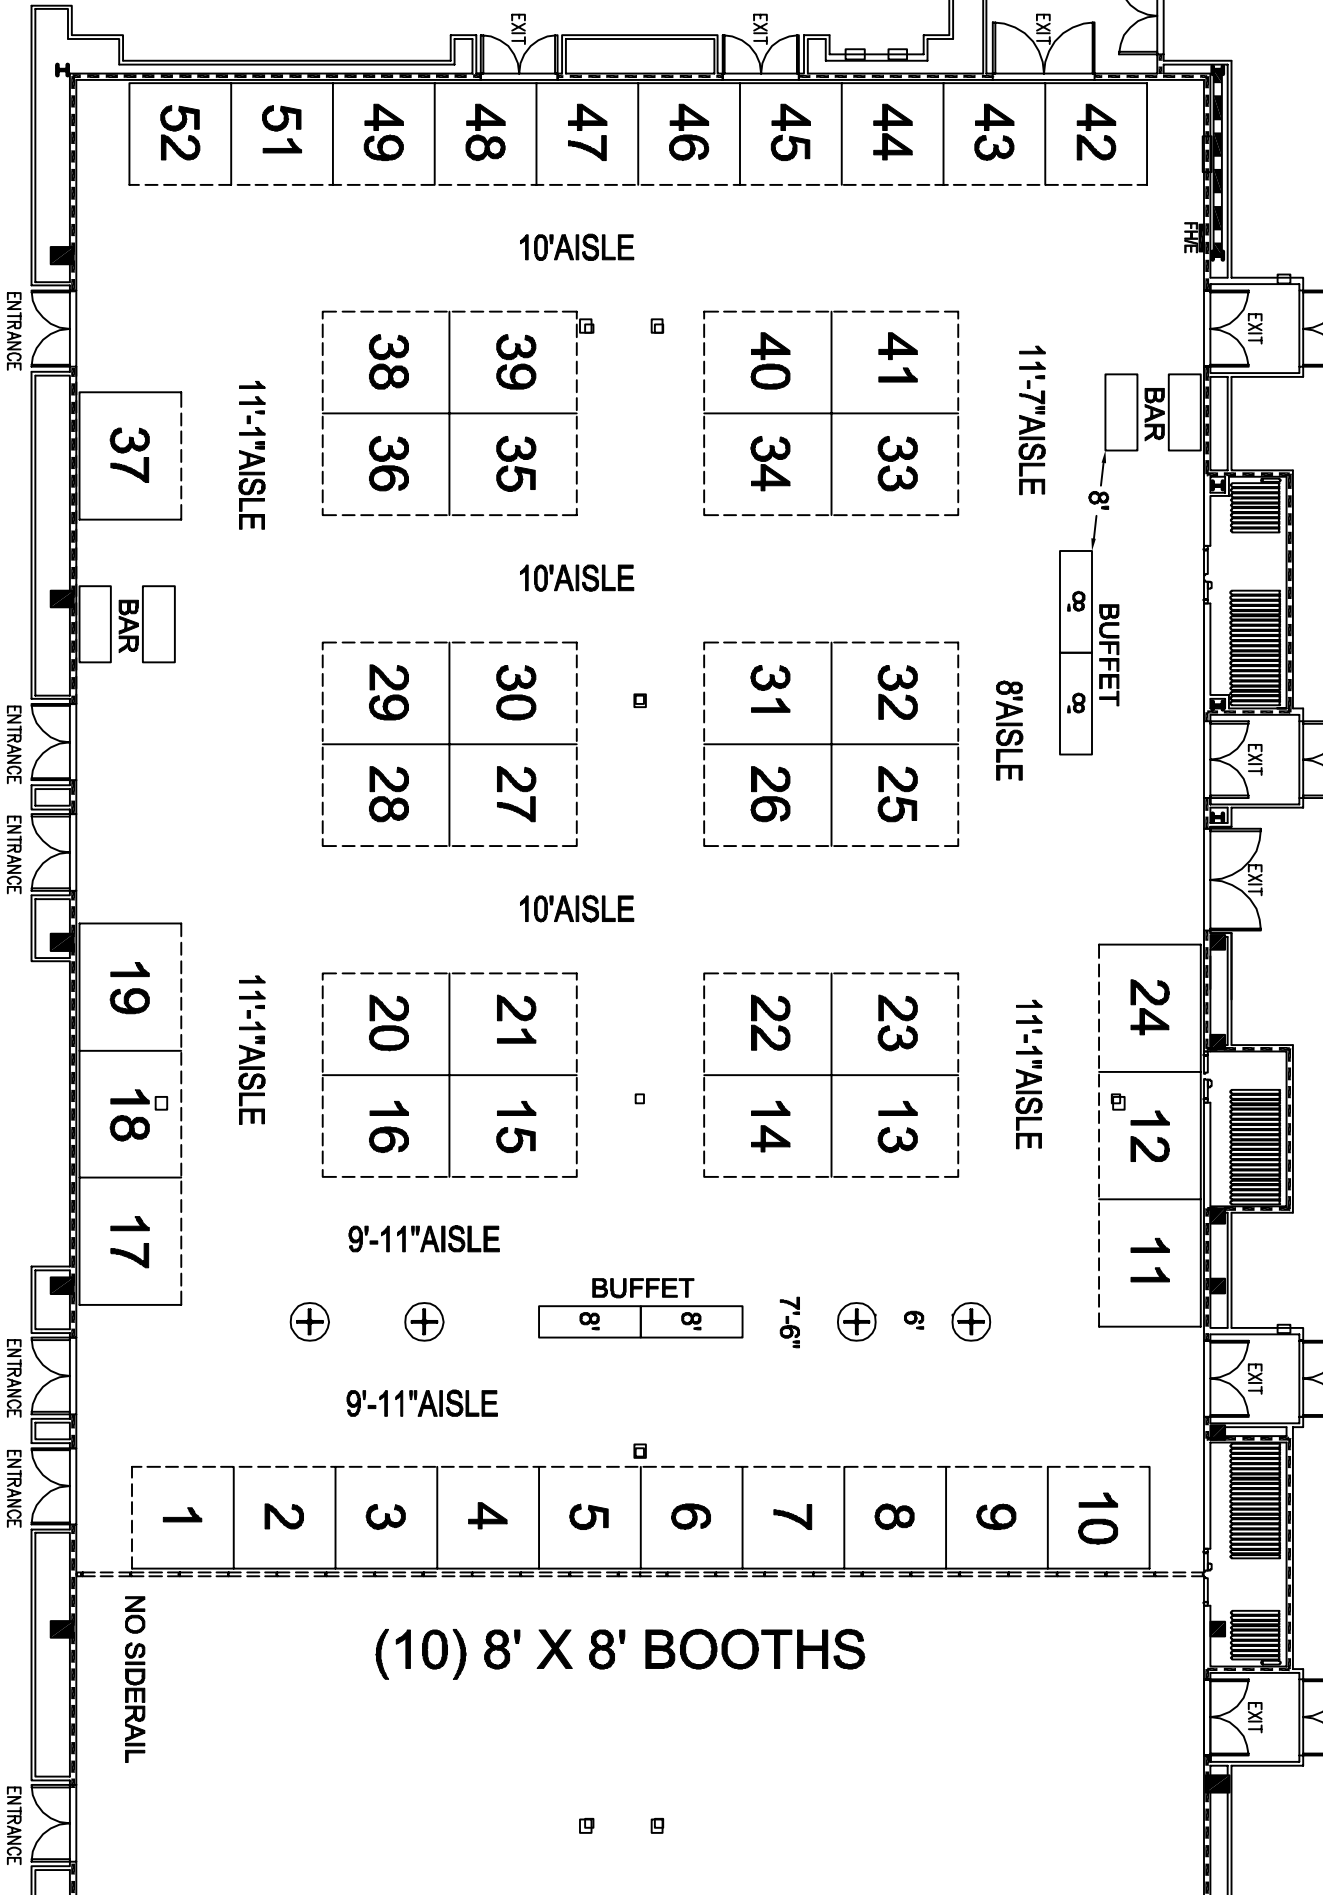 EXIT
EXIT
EXIT
52
51
49
48
47
46
45
44
43
42
FH/E
10'AISLE
ENTRANCE
EXIT
38
39
40
41
11'-7"AISLE
BAR
37
11'-1"AISLE
36
35
34
33
8'
10'AISLE
BAR
BUFFET
8'
8'
29
30
31
32
8'AISLE
ENTRANCE
EXIT
28
27
26
25
ENTRANCE
EXIT
10'AISLE
19
11'-1"AISLE
20
21
22
23
11'-1"AISLE
24
18
16
15
14
13
12
17
9'-11"AISLE
11
BUFFET
8'
8'
7'-6"
6'
ENTRANCE
EXIT
9'-11"AISLE
ENTRANCE
1
2
3
4
5
6
7
8
9
10
NO SIDERAIL
(10) 8' X 8' BOOTHS
EXIT
ENTRANCE